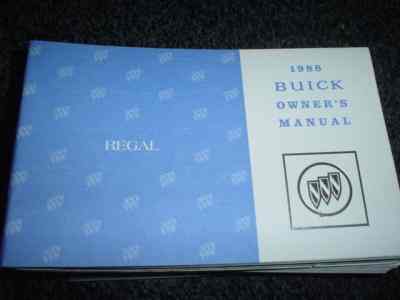 1988
BUICK
OWNER'S
MANUAL
REGAL